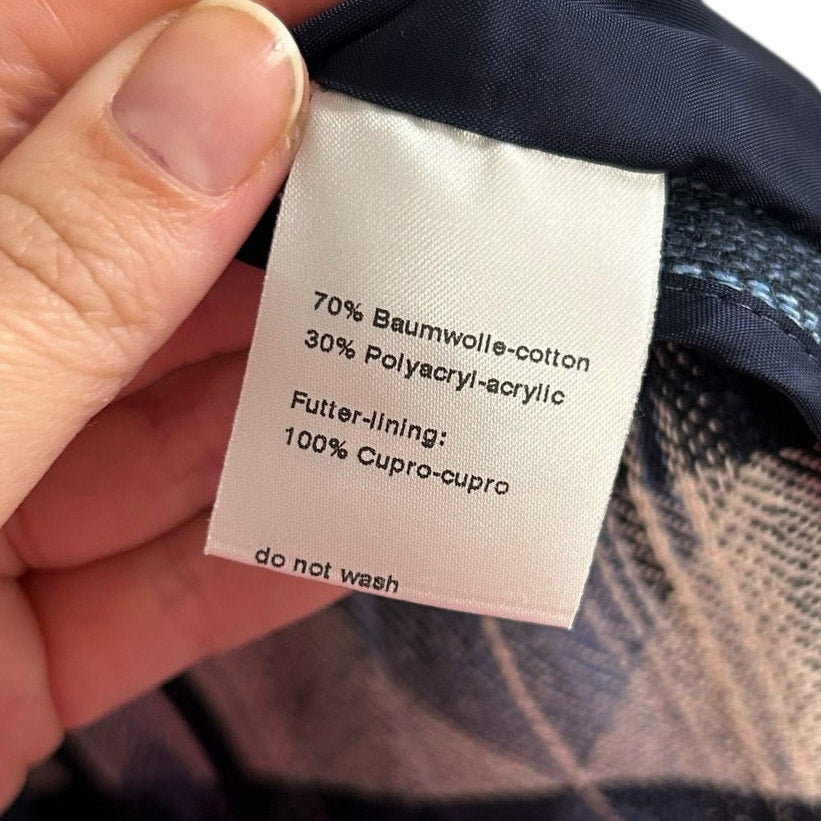 70% Baumwolle-cotton
30% Polyacryl-acrylic
Futter-lining:
100% Cupro-cupro
do not wash